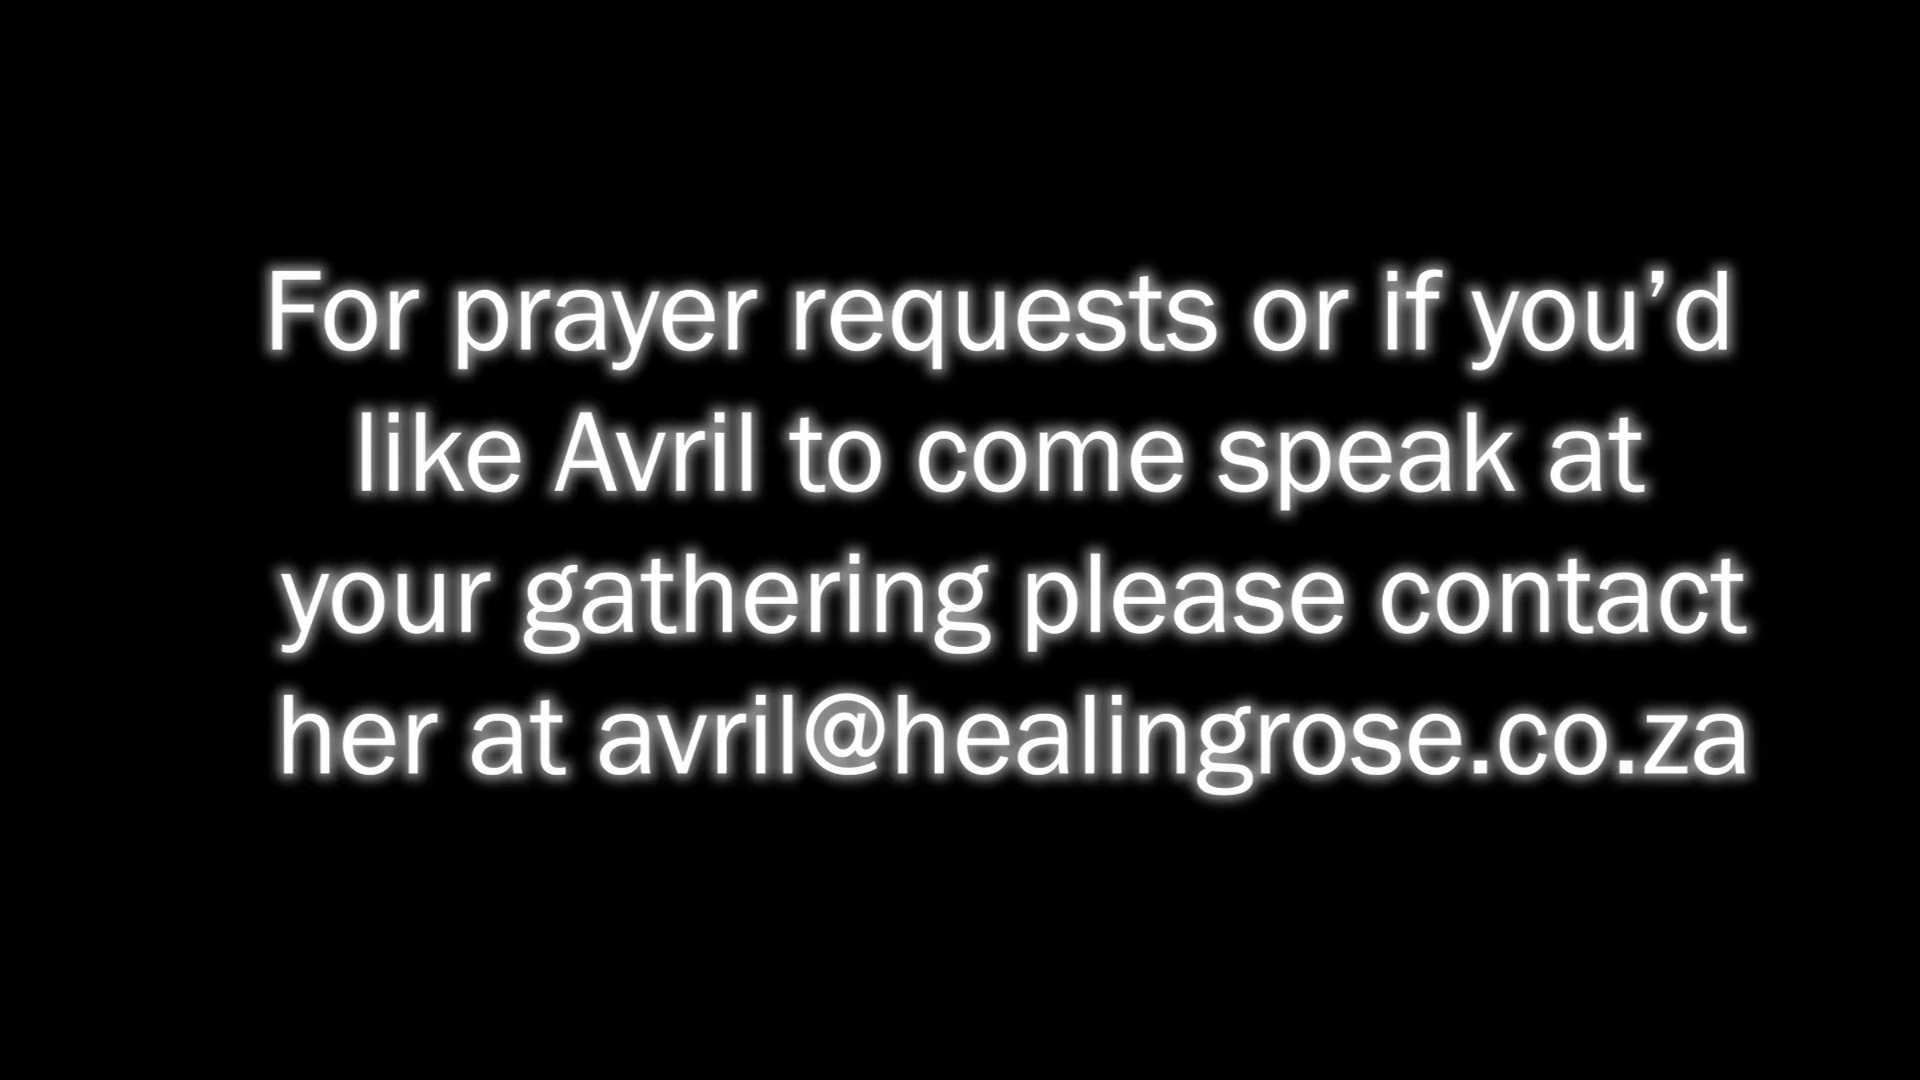 For prayer requests or if you’d
like Avril to come speak at
your gathering please contact
her at avril@healingrose.co.za